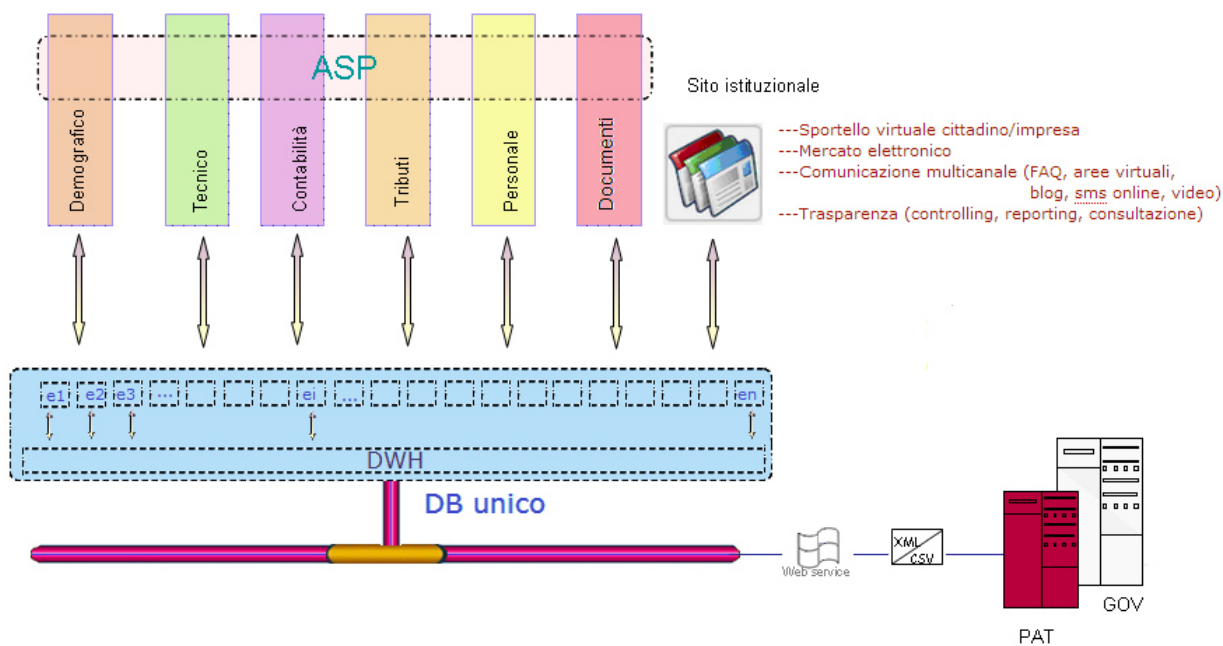 ASP
Demografico
Tecnico
Contabilità
Tributi
Personale
Documenti
Sito istituzionale
---Sportello virtuale cittadino/impresa
---Mercato elettronico
---Comunicazione multicanale (FAQ, aree virtuali,
blog, sms online, video)
---Trasparenza (controlling, reporting, consultazione)
e1 e2 e3 ... ei ... en
DWH
DB unico
Web service
XML
CSV
GOV
PAT